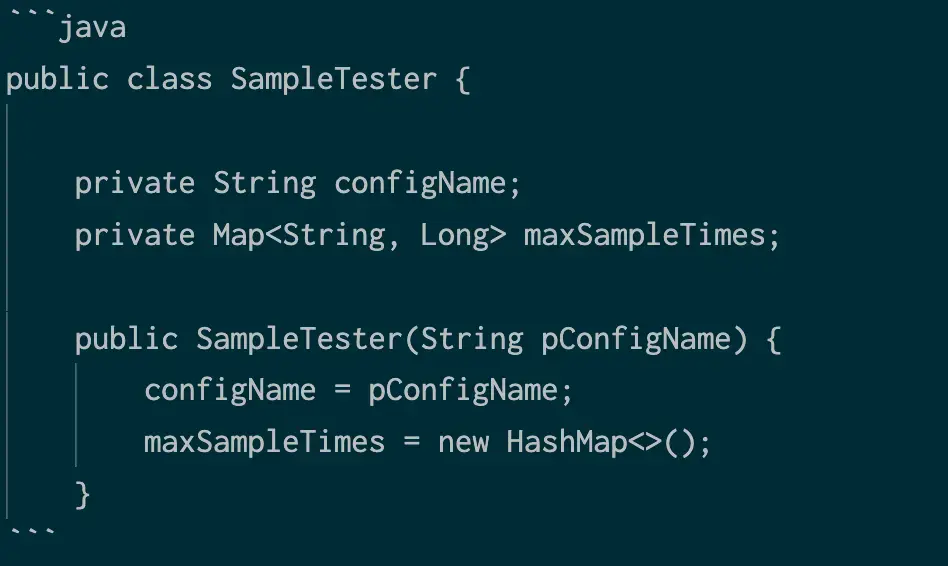 ```java
public class SampleTester {

    private String configName;
    private Map<String, Long> maxSampleTimes;

    public SampleTester(String pConfigName) {
        configName = pConfigName;
        maxSampleTimes = new HashMap<>();
    }
```